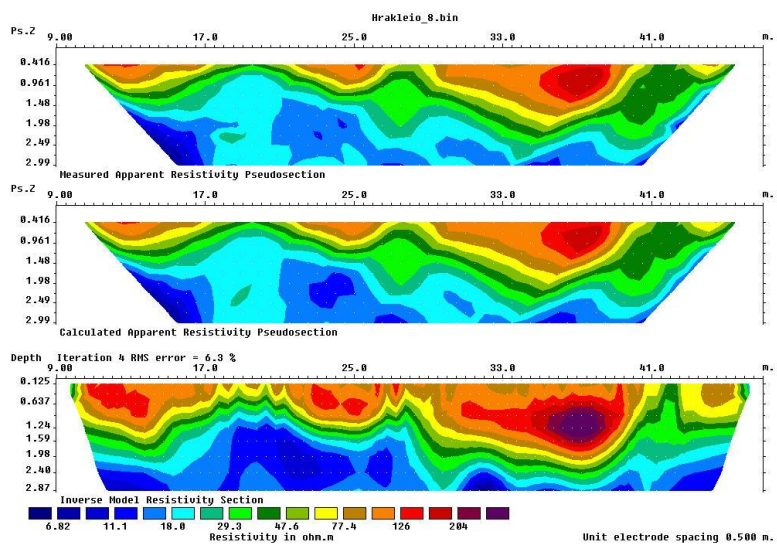 Hrakleio_8.bin
Ps.Z 9.00 17.0 25.0 33.0 41.0 m.
0.416
0.961
1.48
1.98
2.49
2.99
Measured Apparent Resistivity Pseudosection
Ps.Z 9.00 17.0 25.0 33.0 41.0 m.
0.416
0.961
1.48
1.98
2.49
2.99
Calculated Apparent Resistivity Pseudosection
Depth Iteration 4 RMS error = 6.3 %
9.00 17.0 25.0 33.0 41.0 m.
0.125
0.637
1.24
1.59
1.98
2.40
2.87
Inverse Model Resistivity Section
6.82 11.1 18.0 29.3 47.6 77.4 126 204
Resistivity in ohm.m Unit electrode spacing 0.500 m.